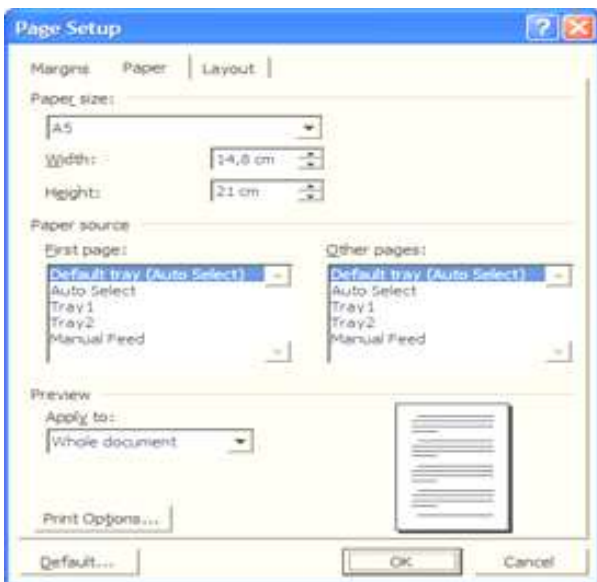 Page Setup
Margins Paper Layout
Paper size:
A5
Width: 14,8 cm
Height: 21 cm
Paper source
First page: Other pages:
Default tray (Auto Select) Default tray (Auto Select)
Auto Select Auto Select
Tray1 Tray1
Tray2 Tray2
Manual Feed Manual Feed
Preview
Apply to:
Whole document
Print Options...
Default... OK Cancel